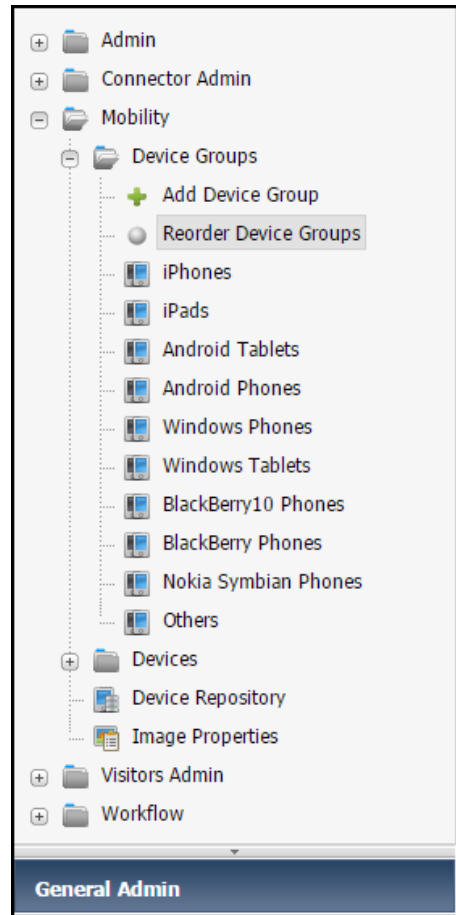 Admin
Connector Admin
Mobility
Device Groups
Add Device Group
Reorder Device Groups
iPhones
iPads
Android Tablets
Android Phones
Windows Phones
Windows Tablets
BlackBerry10 Phones
BlackBerry Phones
Nokia Symbian Phones
Others
Devices
Device Repository
Image Properties
Visitors Admin
Workflow
General Admin